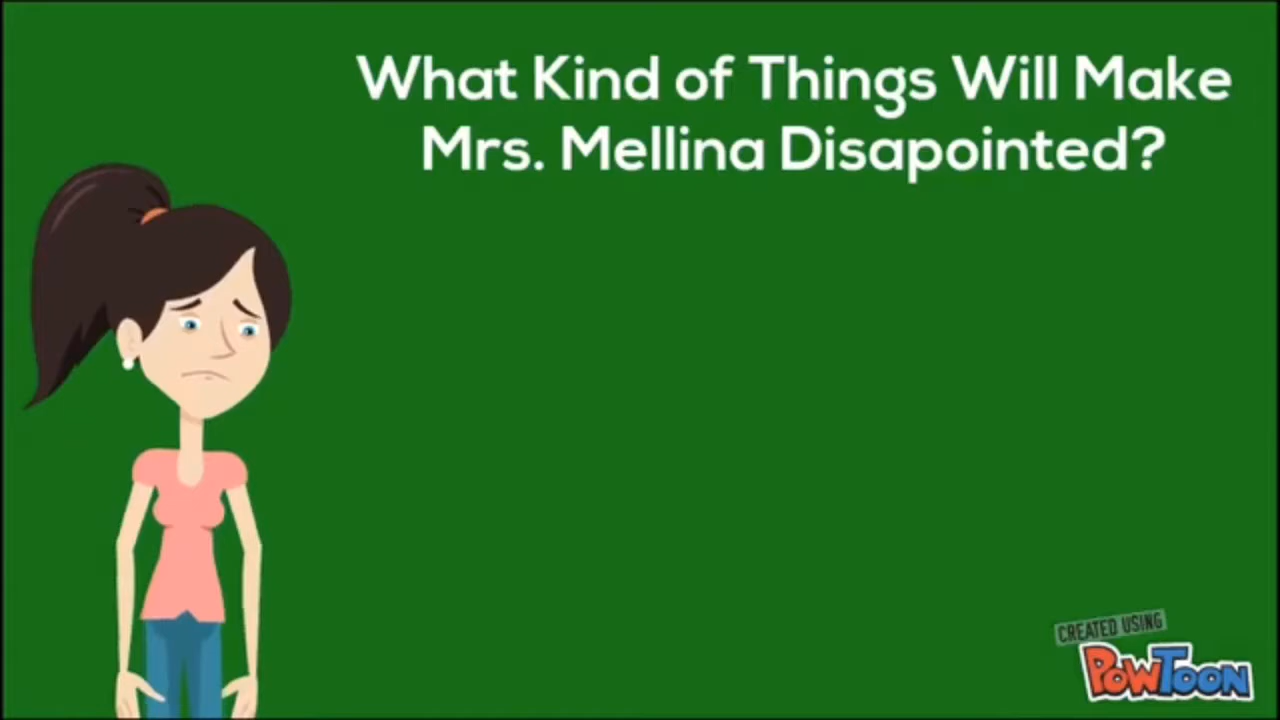 What Kind of Things Will Make
Mrs. Mellina Disapointed?
CREATED USING
POWTOON